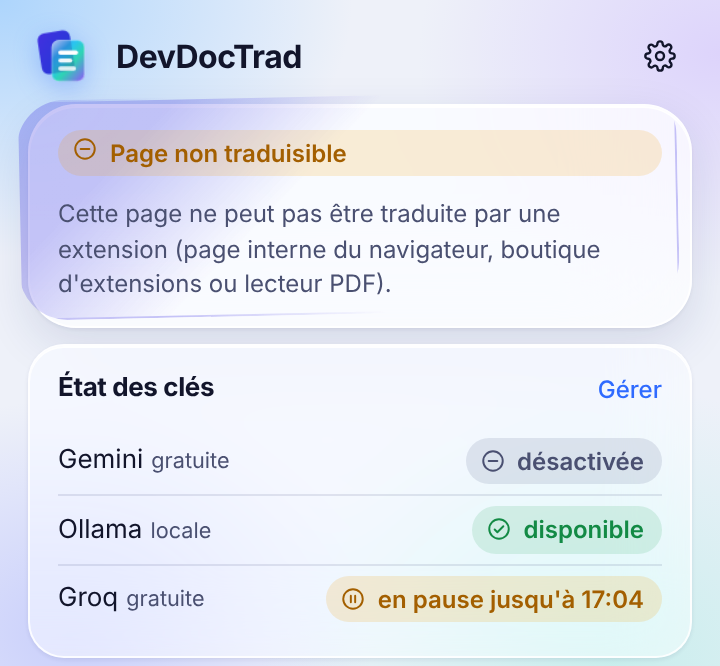 DevDocTrad
Page non traduisible
Cette page ne peut pas être traduite par une
extension (page interne du navigateur, boutique
d'extensions ou lecteur PDF).
État des clés
Gérer
Gemini gratuite
désactivée
Ollama locale
disponible
Groq gratuite
en pause jusqu'à 17:04